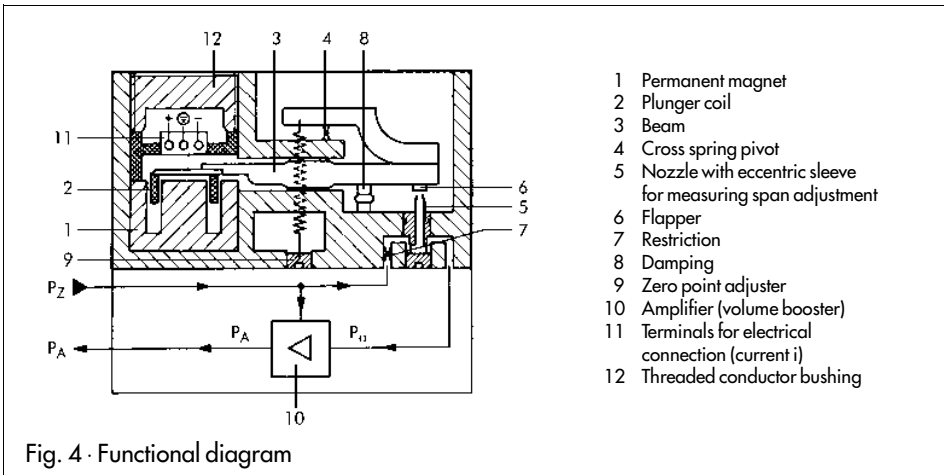 12 3 4 8
11
+ −
2
1
6
5
7
9
P_Z
P_A P_A
10
1 Permanent magnet
2 Plunger coil
3 Beam
4 Cross spring pivot
5 Nozzle with eccentric sleeve
for measuring span adjustment
6 Flapper
7 Restriction
8 Damping
9 Zero point adjuster
10 Amplifier (volume booster)
11 Terminals for electrical
connection (current i)
12 Threaded conductor bushing
Fig. 4 · Functional diagram